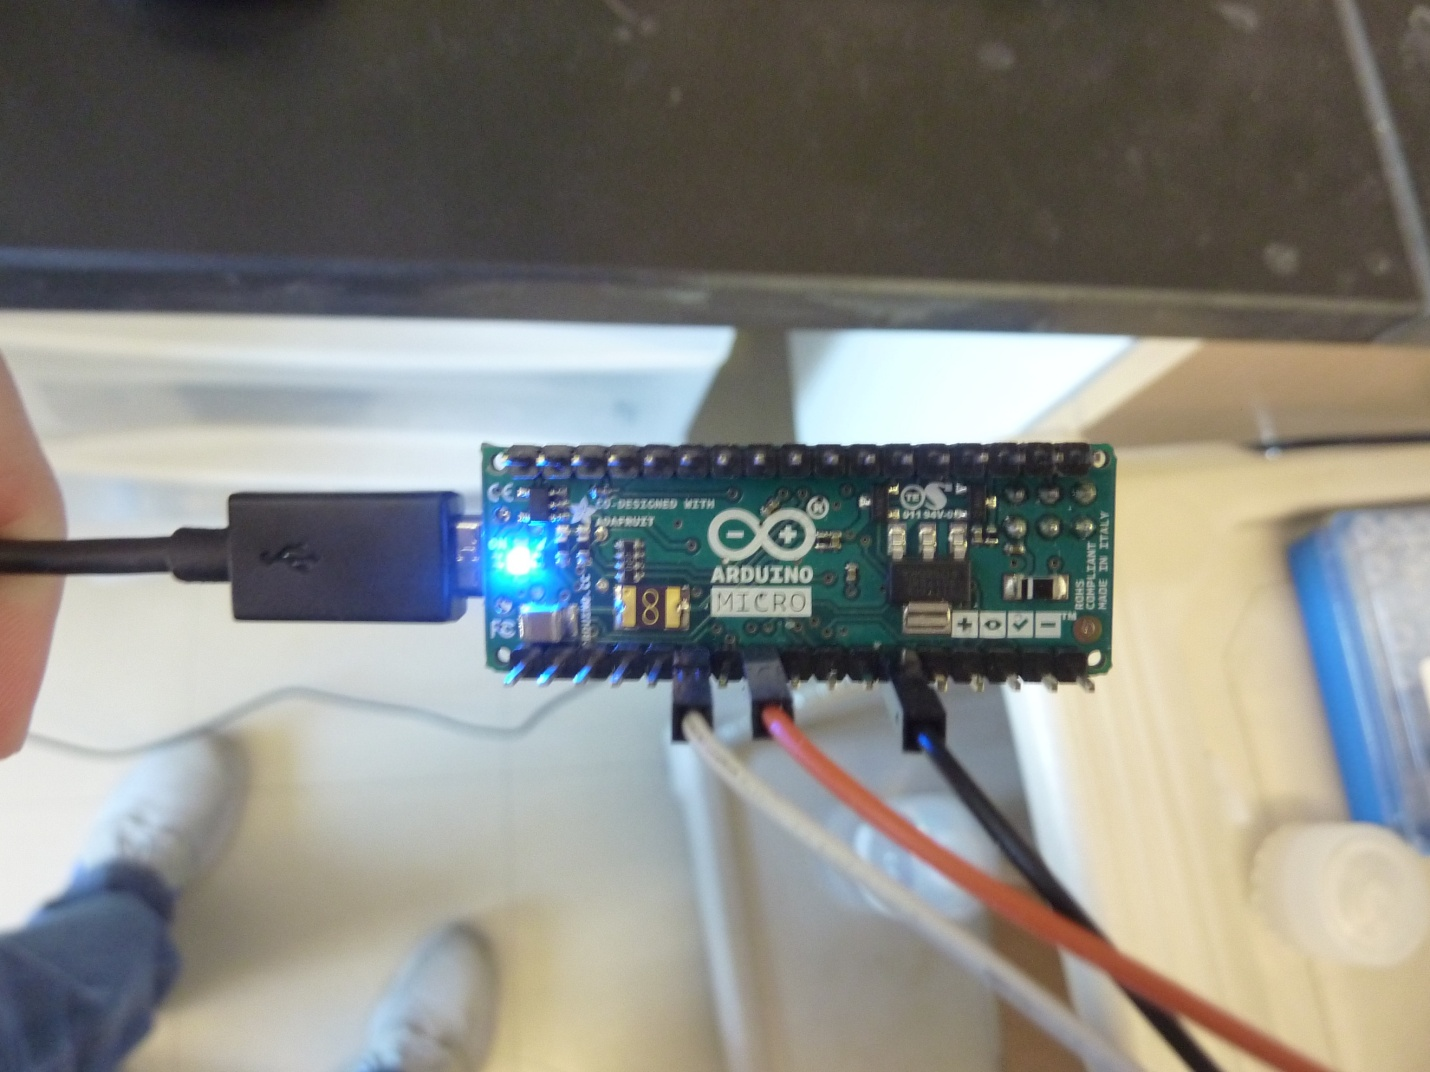 CO-DESIGNED WITH
ADAFRUIT
ARDUINO
MICRO
ROHS
COMPLIANT
MADE IN ITALY